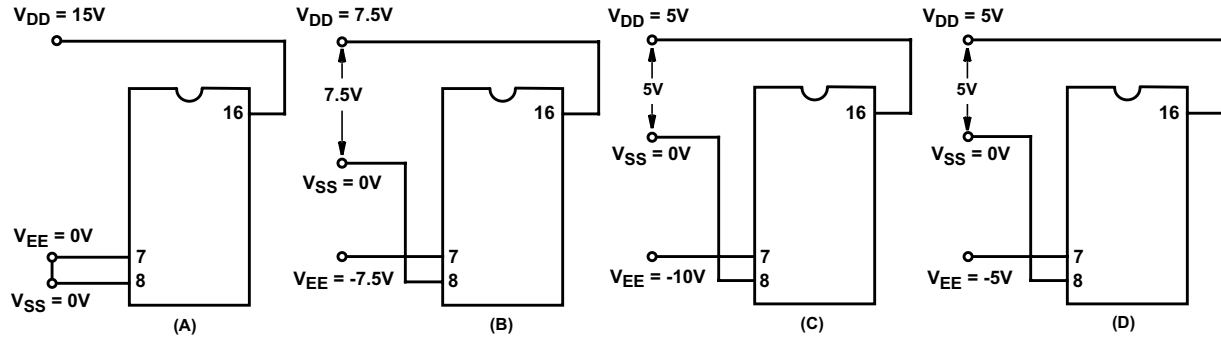 V_DD = 15V
16
V_EE = 0V
7
8
V_SS = 0V
(A)
V_DD = 7.5V
7.5V
16
V_SS = 0V
7
V_EE = -7.5V
8
(B)
V_DD = 5V
5V
16
V_SS = 0V
7
V_EE = -10V
8
(C)
V_DD = 5V
5V
16
V_SS = 0V
7
V_EE = -5V
8
(D)